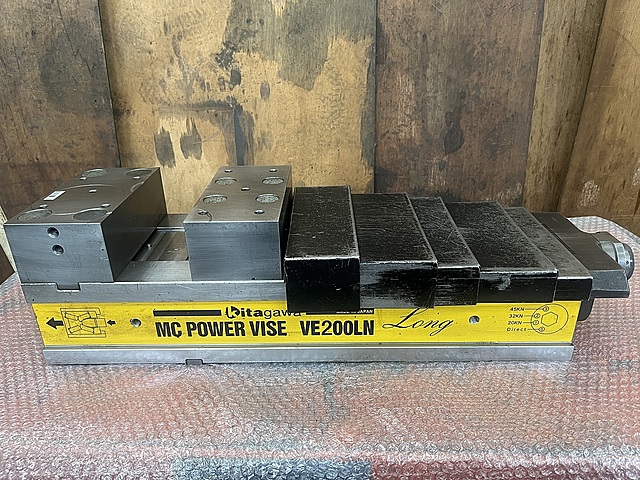 Kitagawa
MC POWER VISE VE200LN Long
45KN
32KN
20KN
Direct